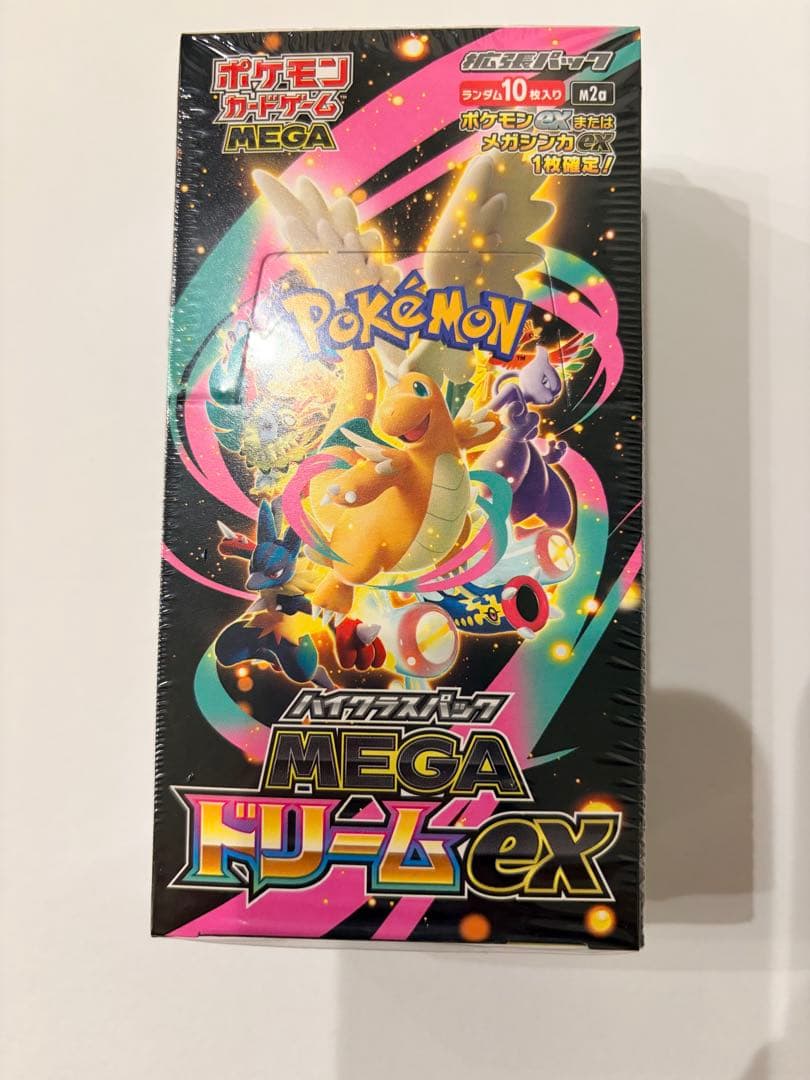 ポケモン
カードゲーム
MEGA
拡張パック
ランダム10枚入り M2a
ポケモンexまたは
メガシンカex
1枚確定!
POKéMON
TM
ハイクラスパック
MEGA
ドリームex